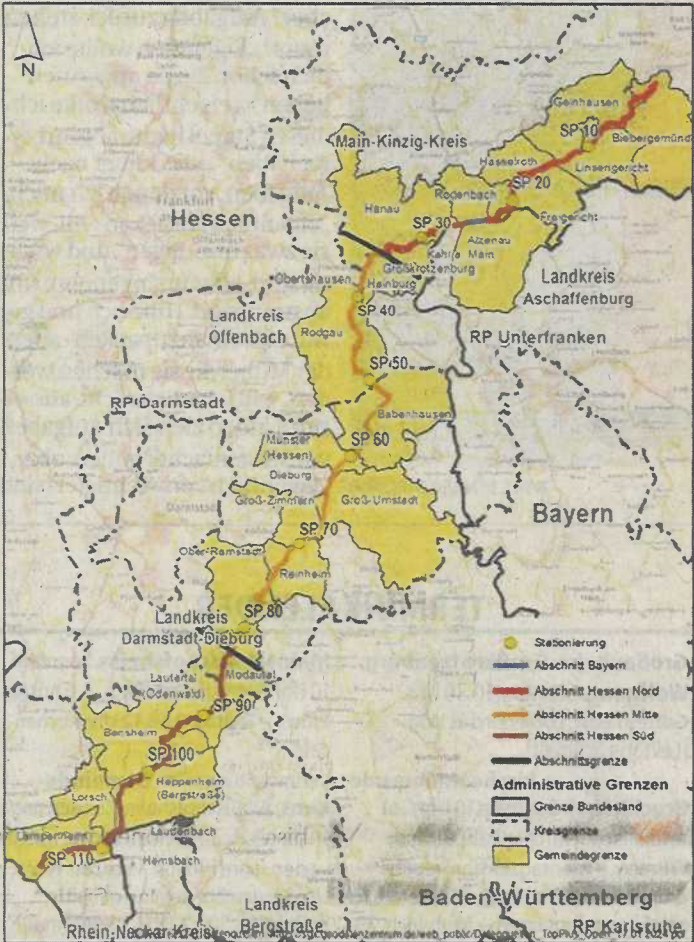 N
Geinhausen
SP 10
Biebergemünd
Main-Kinzig-Kreis
Hasselroth
Linsengericht
SP 20
Rodenbach
Hessen
Hanau
SP 30
Freigericht
Kahl a Main
Alzenau
Großkrotzenburg
Obertshausen
Hainburg
Landkreis
Aschaffenburg
SP 40
Landkreis
Offenbach
Rodgau
RP Unterfranken
SP 50
RP Darmstadt
Babenhausen
SP 60
Münster
(Hessen)
Dieburg
Groß-Zimmern
Groß-Umstadt
Bayern
SP 70
Ober-Ramstadt
Reinheim
SP 80
Landkreis
Darmstadt-Dieburg
Stationierung
Abschnitt Bayern
Lautertal
(Odenwald)
Modautal
Abschnitt Hessen Nord
SP 90
Abschnitt Hessen Mitte
Bensheim
Abschnitt Hessen Süd
SP 100
Abschnittsgrenze
Heppenheim
(Bergstraße)
Administrative Grenzen
Lorsch
Grenze Bundesland
Lampertheim
Laudenbach
Kreisgrenze
SP 110
Hemsbach
Gemeindegrenze
Baden-Württemberg
Landkreis
Bergstraße
Rhein-Neckar-Kreis
RP Karlsruhe